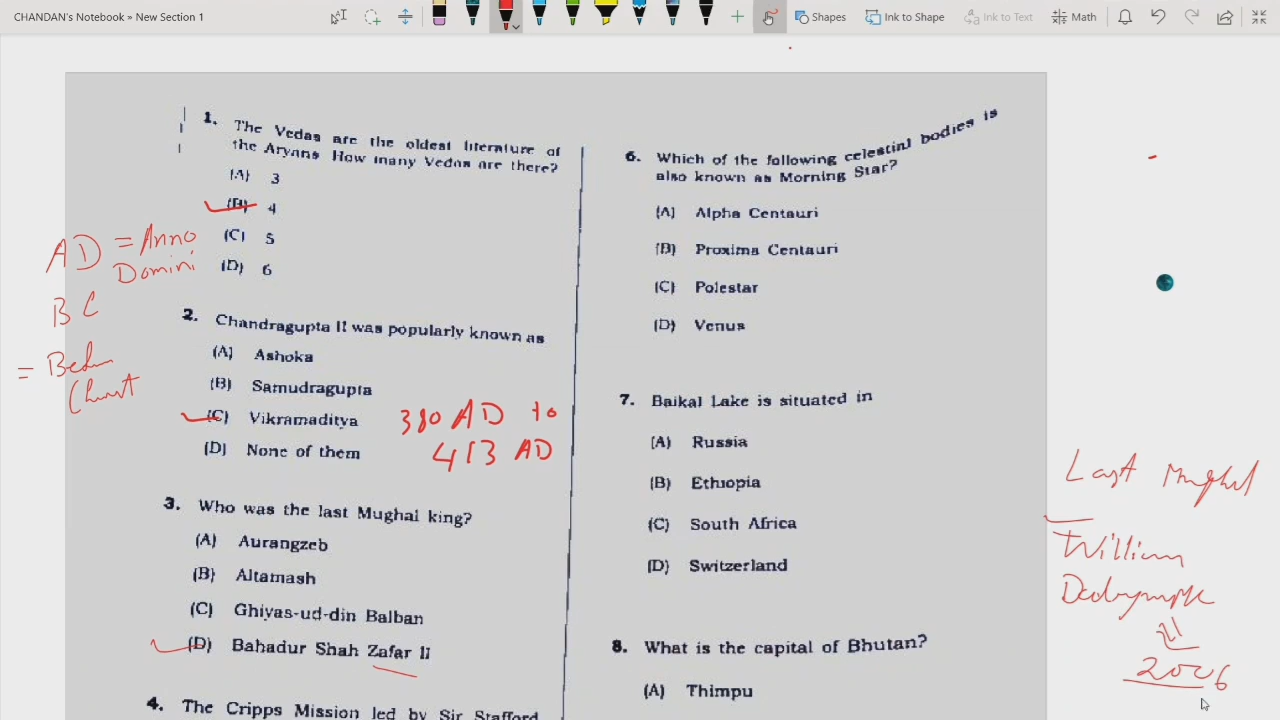 CHANDAN's Notebook » New Section 1
Shapes
Ink to Shape
Ink to Text
Math
1. The Vedas are the oldest literature of
the Aryans How many Vedas are there?
(A) 3
(B) 4
(C) 5
(D) 6
AD = Anno
Domini
BC
=
Christ
2. Chandragupta II was popularly known as
(A) Ashoka
(B) Samudragupta
(C) Vikramaditya
(D) None of them
380 AD to
413 AD
3. Who was the last Mughal king?
(A) Aurangzeb
(B) Altamash
(C) Ghiyas-ud-din Balban
(D) Bahadur Shah Zafar II
4. The Cripps Mission led by Sir Stafford
6. Which of the following celestial bodies is
also known as Morning Star?
(A) Alpha Centauri
(B) Proxima Centauri
(C) Polestar
(D) Venus
7. Baikal Lake is situated in
(A) Russia
(B) Ethiopia
(C) South Africa
(D) Switzerland
8. What is the capital of Bhutan?
(A) Thimpu
Last Mughal
William
2006